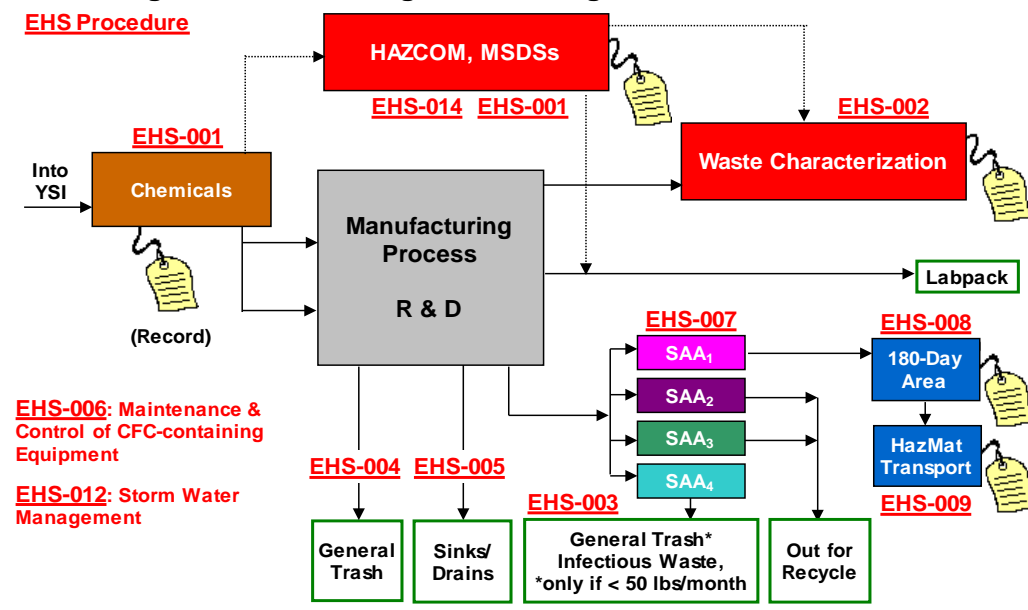 EHS Procedure
HAZCOM, MSDSs
EHS-014 EHS-001
EHS-002
Waste Characterization
EHS-001
Into
YSI
Chemicals
(Record)
Manufacturing
Process
R & D
Labpack
EHS-007
SAA1
SAA2
SAA3
SAA4
EHS-008
180-Day
Area
HazMat
Transport
EHS-009
EHS-006: Maintenance &
Control of CFC-containing
Equipment
EHS-012: Storm Water
Management
EHS-004
EHS-005
EHS-003
General
Trash
Sinks/
Drains
General Trash*
Infectious Waste,
*only if < 50 lbs/month
Out for
Recycle